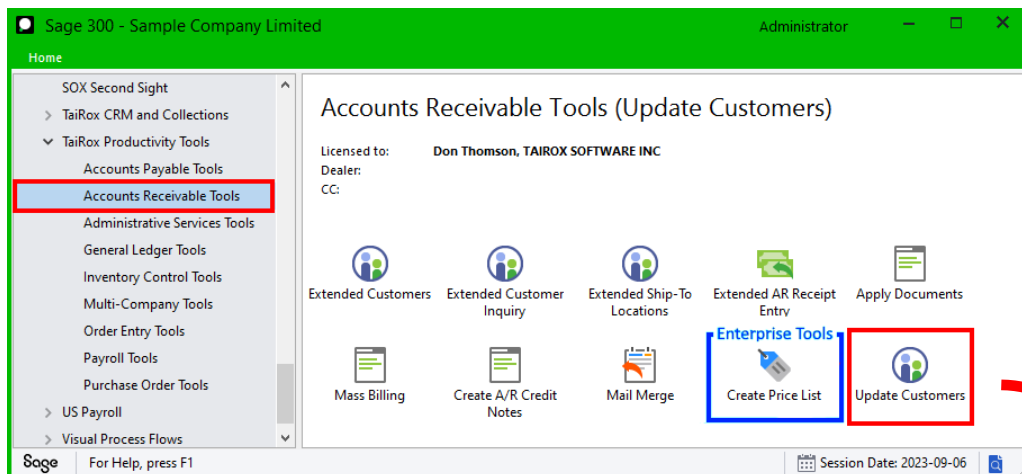 Sage 300 - Sample Company Limited
Administrator
Home
SOX Second Sight
TaiRox CRM and Collections
TaiRox Productivity Tools
Accounts Payable Tools
Accounts Receivable Tools
Administrative Services Tools
General Ledger Tools
Inventory Control Tools
Multi-Company Tools
Order Entry Tools
Payroll Tools
Purchase Order Tools
US Payroll
Visual Process Flows
Accounts Receivable Tools (Update Customers)
Licensed to: Don Thomson, TAIROX SOFTWARE INC
Dealer:
CC:
Extended Customers
Extended Customer
Inquiry
Extended Ship-To
Locations
Extended AR Receipt
Entry
Apply Documents
Mass Billing
Create A/R Credit
Notes
Mail Merge
Enterprise Tools
Create Price List
Update Customers
Sage
For Help, press F1
Session Date: 2023-09-06